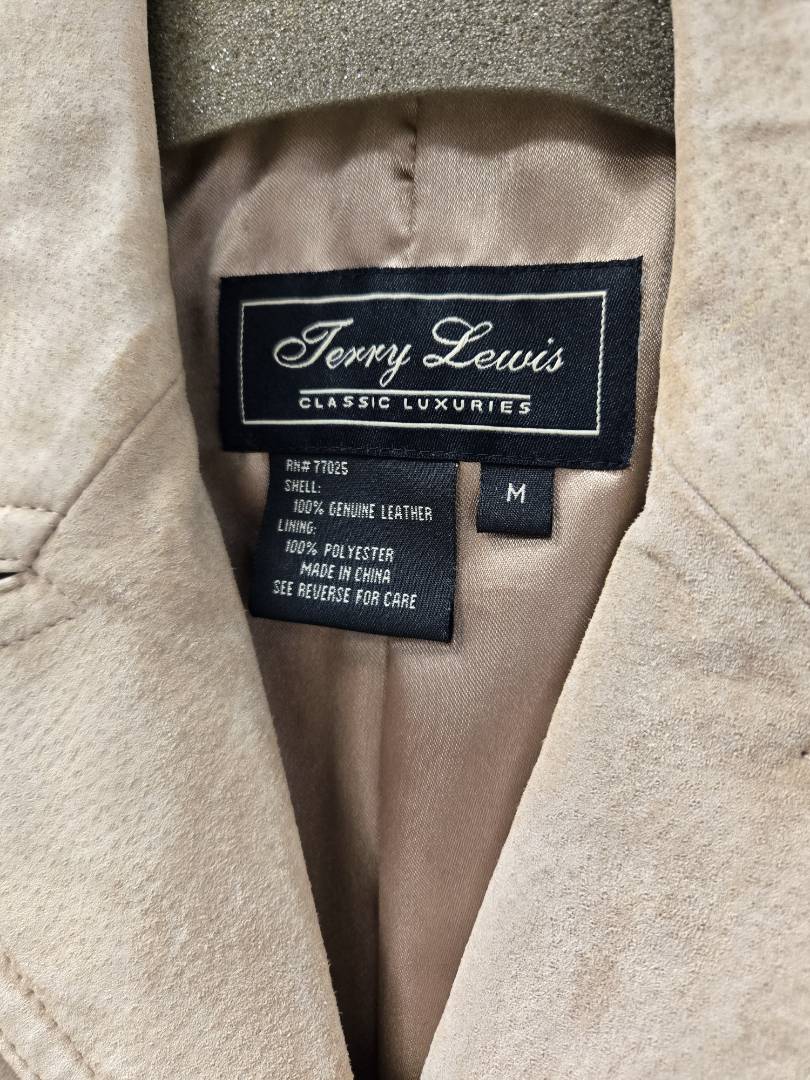 Terry Lewis
CLASSIC LUXURIES
RN# 77025
SHELL:
100% GENUINE LEATHER
LINING:
100% POLYESTER
MADE IN CHINA
SEE REVERSE FOR CARE
M